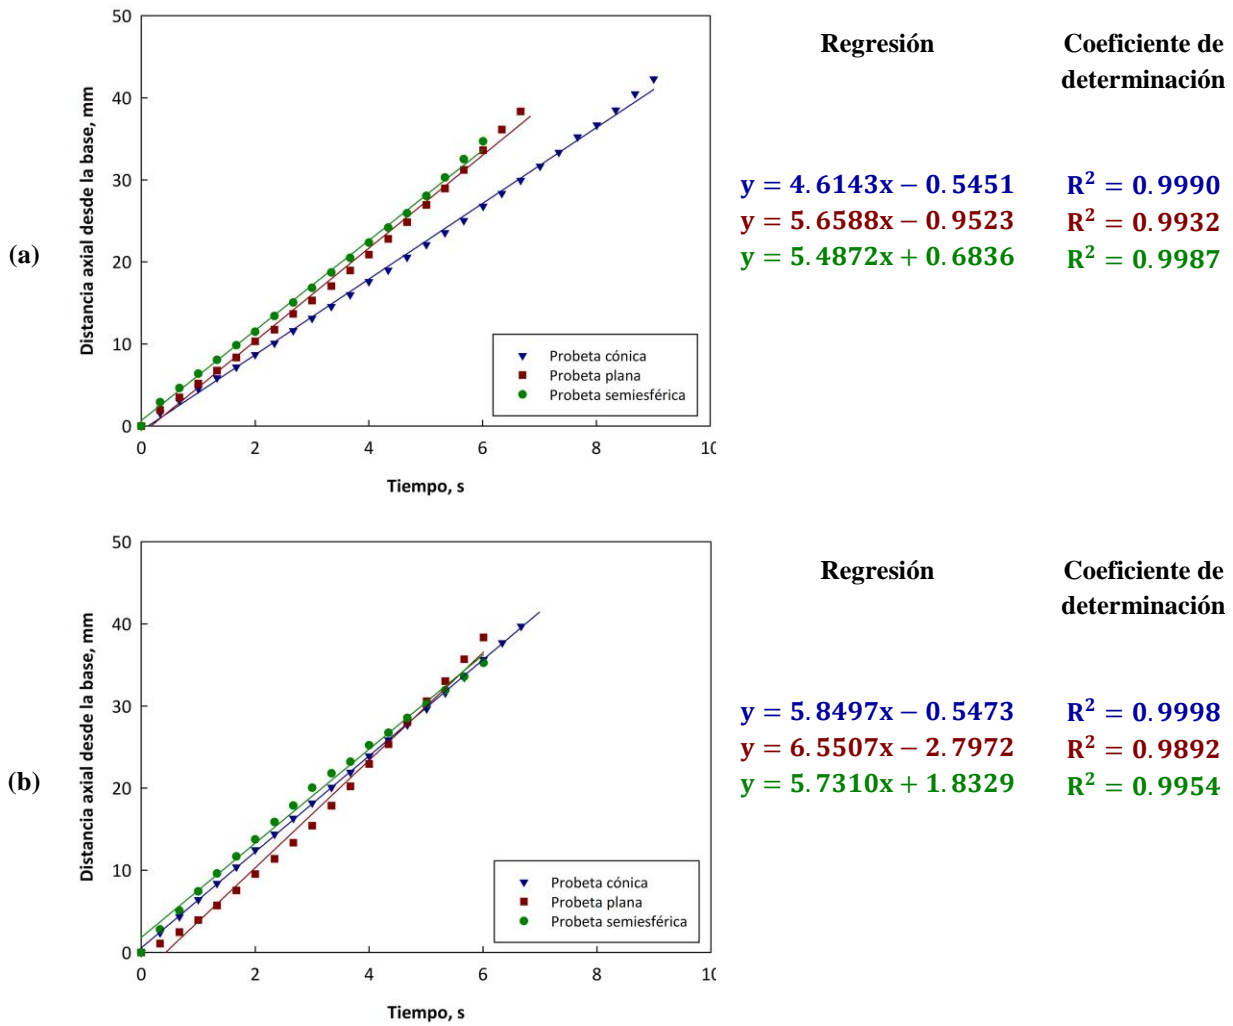 50
40
30
20
10
0
0 2 4 6 8 10
Distancia axial desde la base, mm
Tiempo, s
Probeta cónica
Probeta plana
Probeta semiesférica
(a)
Regresión
Coeficiente de
determinación
y = 4.6143x − 0.5451 R² = 0.9990
y = 5.6588x − 0.9523 R² = 0.9932
y = 5.4872x + 0.6836 R² = 0.9987
50
40
30
20
10
0
0 2 4 6 8 10
Distancia axial desde la base, mm
Tiempo, s
Probeta cónica
Probeta plana
Probeta semiesférica
(b)
Regresión
Coeficiente de
determinación
y = 5.8497x − 0.5473 R² = 0.9998
y = 6.5507x − 2.7972 R² = 0.9892
y = 5.7310x + 1.8329 R² = 0.9954